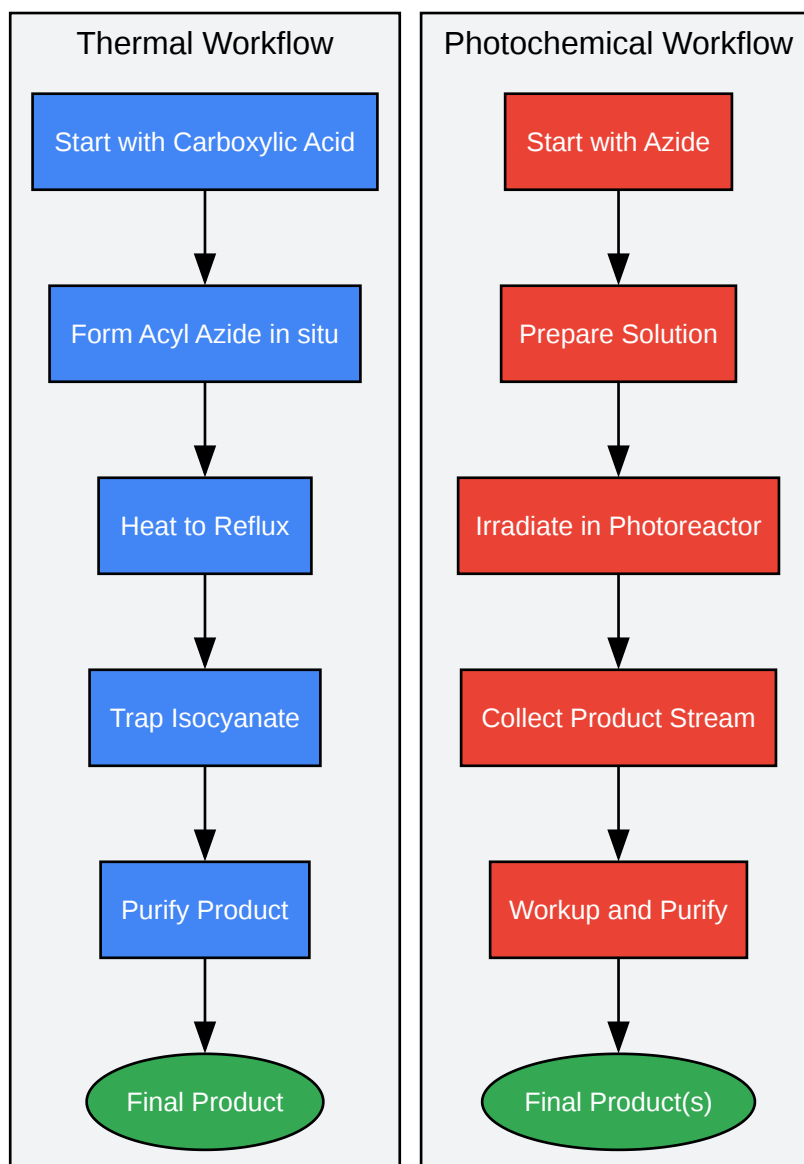 Thermal Workflow
Start with Carboxylic Acid
Form Acyl Azide in situ
Heat to Reflux
Trap Isocyanate
Purify Product
Final Product
Photochemical Workflow
Start with Azide
Prepare Solution
Irradiate in Photoreactor
Collect Product Stream
Workup and Purify
Final Product(s)